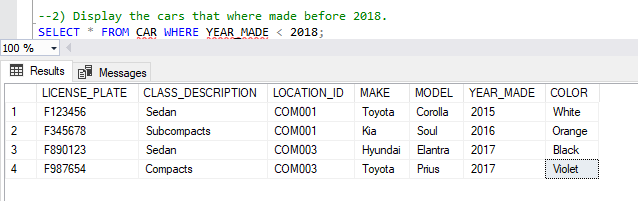 --2) Display the cars that where made before 2018.
SELECT * FROM CAR WHERE YEAR_MADE < 2018;
100 %
Results Messages
LICENSE_PLATE CLASS_DESCRIPTION LOCATION_ID MAKE MODEL YEAR_MADE COLOR
1 F123456 Sedan COM001 Toyota Corolla 2015 White
2 F345678 Subcompacts COM001 Kia Soul 2016 Orange
3 F890123 Sedan COM003 Hyundai Elantra 2017 Black
4 F987654 Compacts COM003 Toyota Prius 2017 Violet